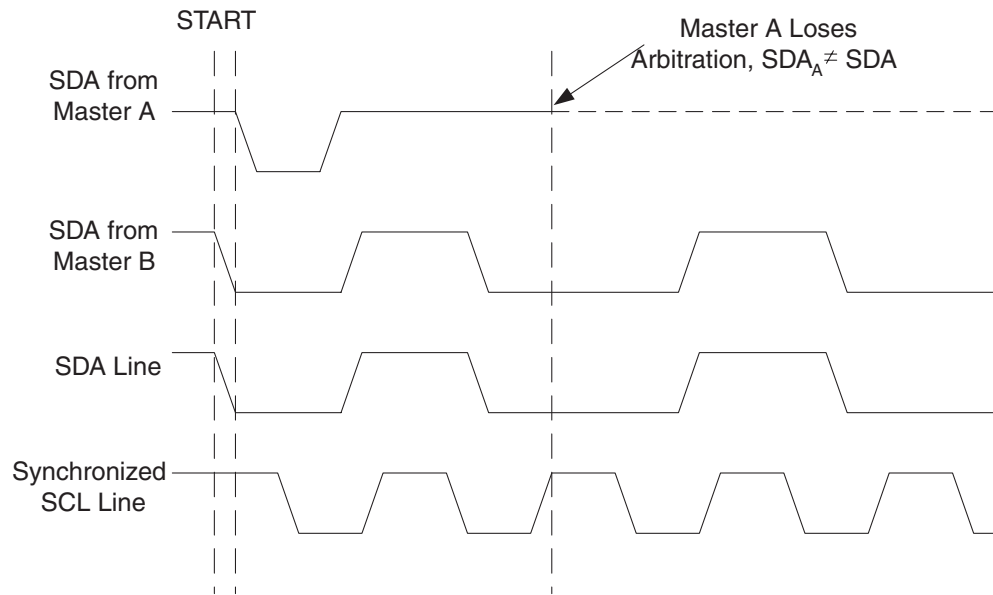 START
Master A Loses
Arbitration, SDA_A ≠ SDA
SDA from
Master A
SDA from
Master B
SDA Line
Synchronized
SCL Line